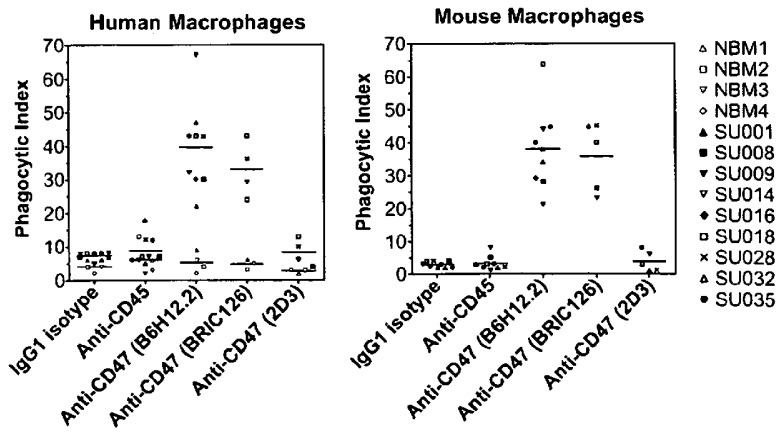 Human Macrophages
Phagocytic Index
70
60
50
40
30
20
10
0
IgG1 isotype
Anti-CD45
Anti-CD47 (B6H12.2)
Anti-CD47 (BRIC126)
Anti-CD47 (2D3)
Mouse Macrophages
Phagocytic Index
70
60
50
40
30
20
10
0
IgG1 isotype
Anti-CD45
Anti-CD47 (B6H12.2)
Anti-CD47 (BRIC126)
Anti-CD47 (2D3)
NBM1
NBM2
NBM3
NBM4
SU001
SU008
SU009
SU014
SU016
SU018
SU028
SU032
SU035